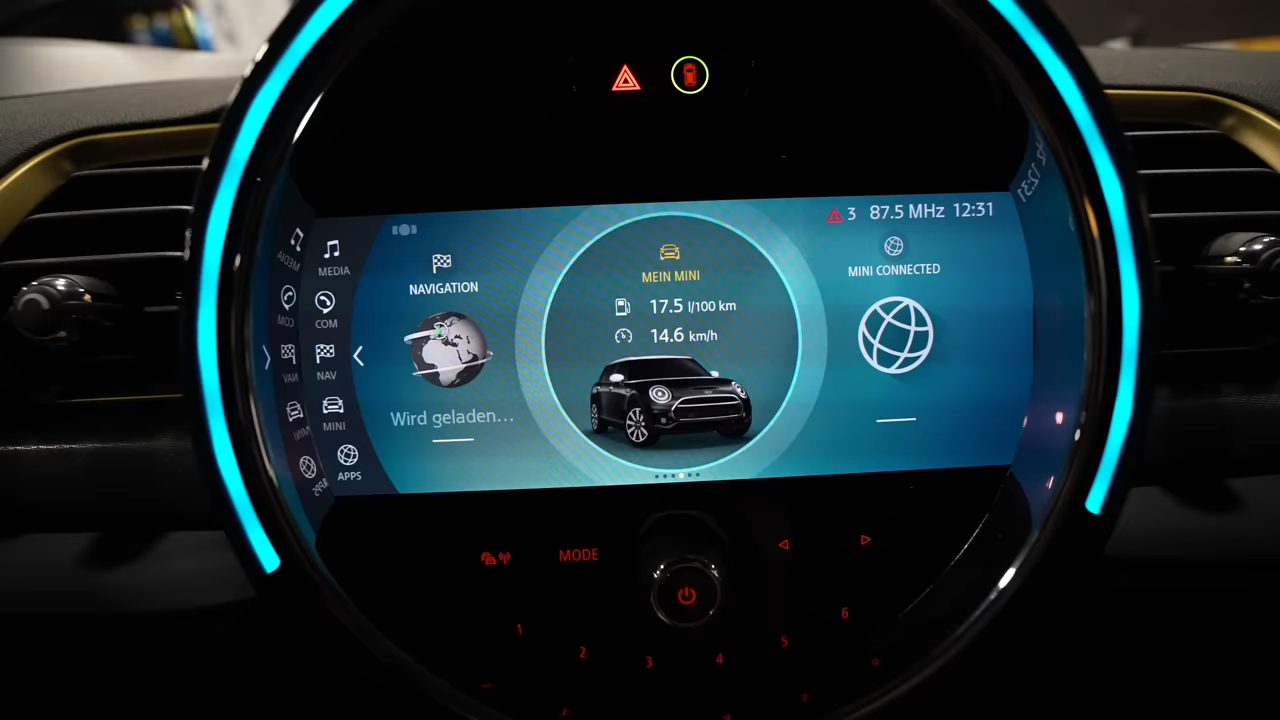 3 87.5 MHz 12:31
MEDIA
COM
NAV
MINI
APPS
NAVIGATION
Wird geladen...
MEIN MINI
17.5 l/100 km
14.6 km/h
MINI CONNECTED
MODE
1
2
3
4
5
6